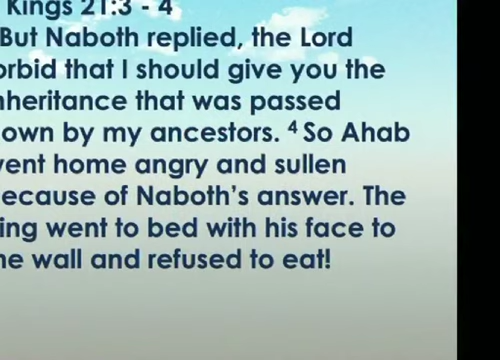 Kings 21:3 - 4
But Naboth replied, the Lord
orbid that I should give you the
nheritance that was passed
own by my ancestors. ⁴ So Ahab
vent home angry and sullen
ecause of Naboth's answer. The
ing went to bed with his face to
he wall and refused to eat!